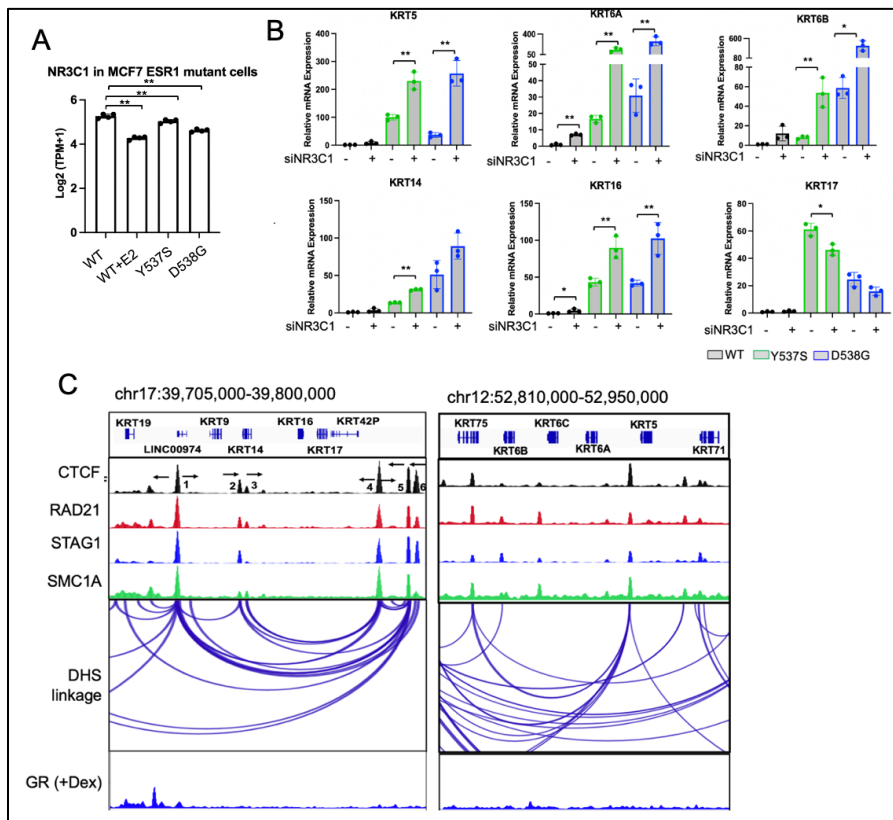 A
NR3C1 in MCF7 ESR1 mutant cells
**
**
**
Log2 (TPM+1)
6
4
2
0
WT
WT+E2
Y537S
D538G
B
KRT5
Relative mRNA Expression
400
300
200
100
0
**
**
siNR3C1 - + - + - +
KRT6A
Relative mRNA Expression
400
60
50
40
30
20
10
0
**
**
**
siNR3C1 - + - + - +
KRT6B
Relative mRNA Expression
600
80
80
60
40
20
0
**
*
siNR3C1 - + - + - +
KRT14
Relative mRNA Expression
150
100
50
0
**
siNR3C1 - + - + - +
KRT16
Relative mRNA Expression
150
100
50
0
*
**
**
siNR3C1 - + - + - +
KRT17
Relative mRNA Expression
80
60
40
20
0
*
siNR3C1 - + - + - +
WT Y537S D538G
C
chr17:39,705,000-39,800,000
KRT19 KRT9 KRT16 KRT42P
LINC00974 KRT14 KRT17
chr12:52,810,000-52,950,000
KRT75 KRT6C KRT5
KRT6B KRT6A KRT71
CTCF
1 2 3 4 5 6
RAD21
STAG1
SMC1A
DHS
linkage
GR (+Dex)